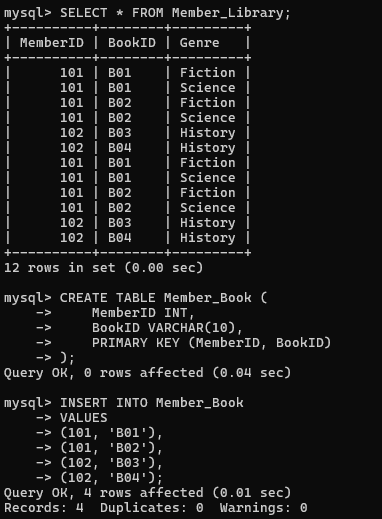 mysql> SELECT * FROM Member_Library;
+----------+--------+---------+
| MemberID | BookID | Genre   |
+----------+--------+---------+
|      101 | B01    | Fiction |
|      101 | B01    | Science |
|      101 | B02    | Fiction |
|      101 | B02    | Science |
|      102 | B03    | History |
|      102 | B04    | History |
|      101 | B01    | Fiction |
|      101 | B01    | Science |
|      101 | B02    | Fiction |
|      101 | B02    | Science |
|      102 | B03    | History |
|      102 | B04    | History |
+----------+--------+---------+
12 rows in set (0.00 sec)

mysql> CREATE TABLE Member_Book (
    ->     MemberID INT,
    ->     BookID VARCHAR(10),
    ->     PRIMARY KEY (MemberID, BookID)
    -> );
Query OK, 0 rows affected (0.04 sec)

mysql> INSERT INTO Member_Book
    -> VALUES
    -> (101, 'B01'),
    -> (101, 'B02'),
    -> (102, 'B03'),
    -> (102, 'B04');
Query OK, 4 rows affected (0.01 sec)
Records: 4  Duplicates: 0  Warnings: 0